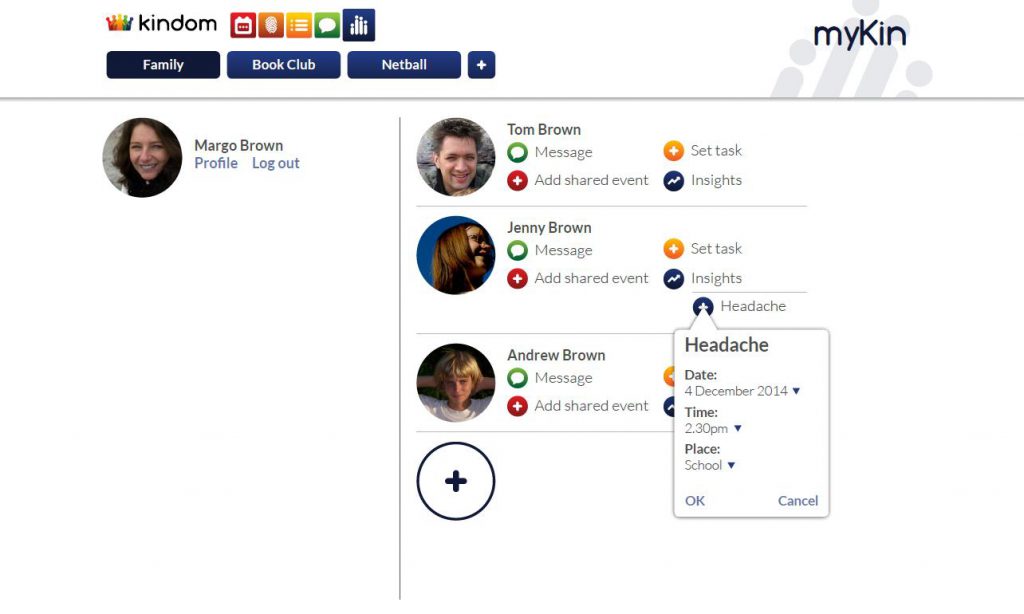 kindom
myKin
Family
Book Club
Netball
Margo Brown
Profile
Log out
Tom Brown
Message
Set task
Add shared event
Insights
Jenny Brown
Message
Set task
Add shared event
Insights
Headache
Andrew Brown
Message
Add shared event
Headache
Date:
4 December 2014
Time:
2.30pm
Place:
School
OK
Cancel